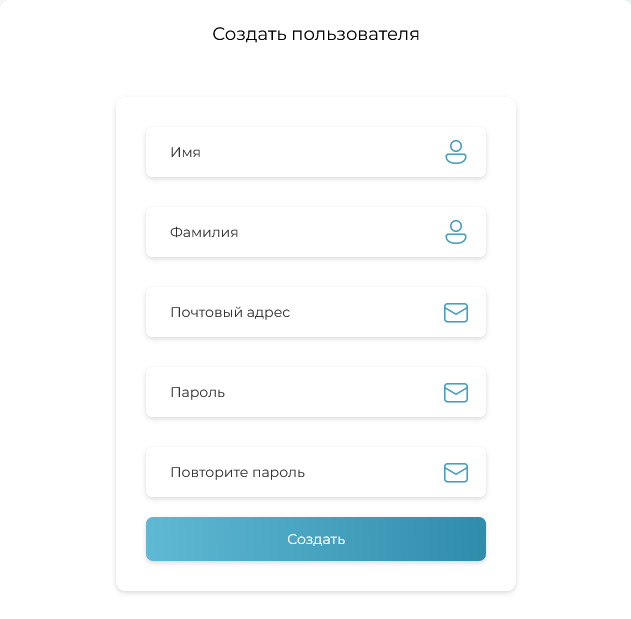 Создать пользователя
Имя
Фамилия
Почтовый адрес
Пароль
Повторите пароль
Создать